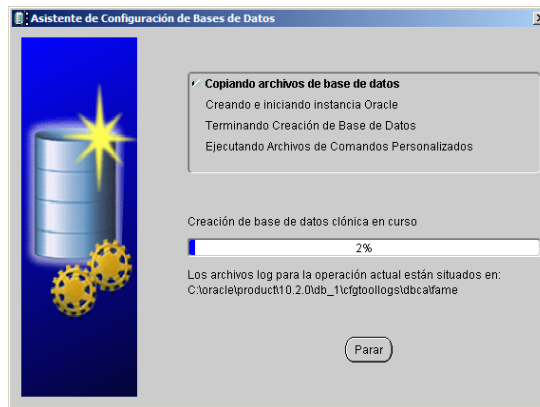 Asistente de Configuración de Bases de Datos
Copiando archivos de base de datos
Creando e iniciando instancia Oracle
Terminando Creación de Base de Datos
Ejecutando Archivos de Comandos Personalizados
Creación de base de datos clónica en curso
2%
Los archivos log para la operación actual están situados en:
C:\oracle\product\10.2.0\db_1\cfgtoollogs\dbca\fame
Parar